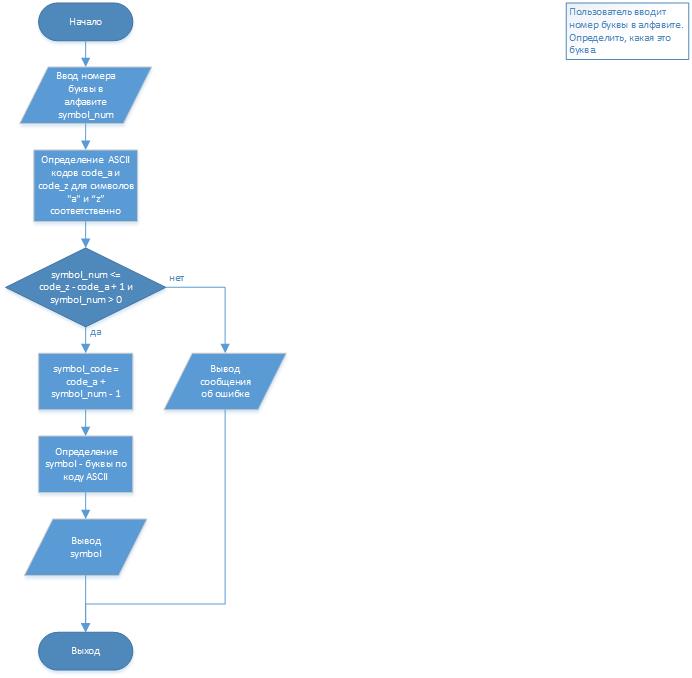 Начало
Пользователь вводит
номер буквы в алфавите.
Определить, какая это
буква.
Ввод номера
буквы в
алфавите
symbol_num
Определение ASCII
кодов code_a и
code_z для символов
"a" и "z"
соответственно
symbol_num <=
code_z - code_a + 1 и
symbol_num > 0
нет
да
symbol_code =
code_a +
symbol_num - 1
Вывод
сообщения
об ошибке
Определение
symbol - буквы по
коду ASCII
Вывод
symbol
Выход